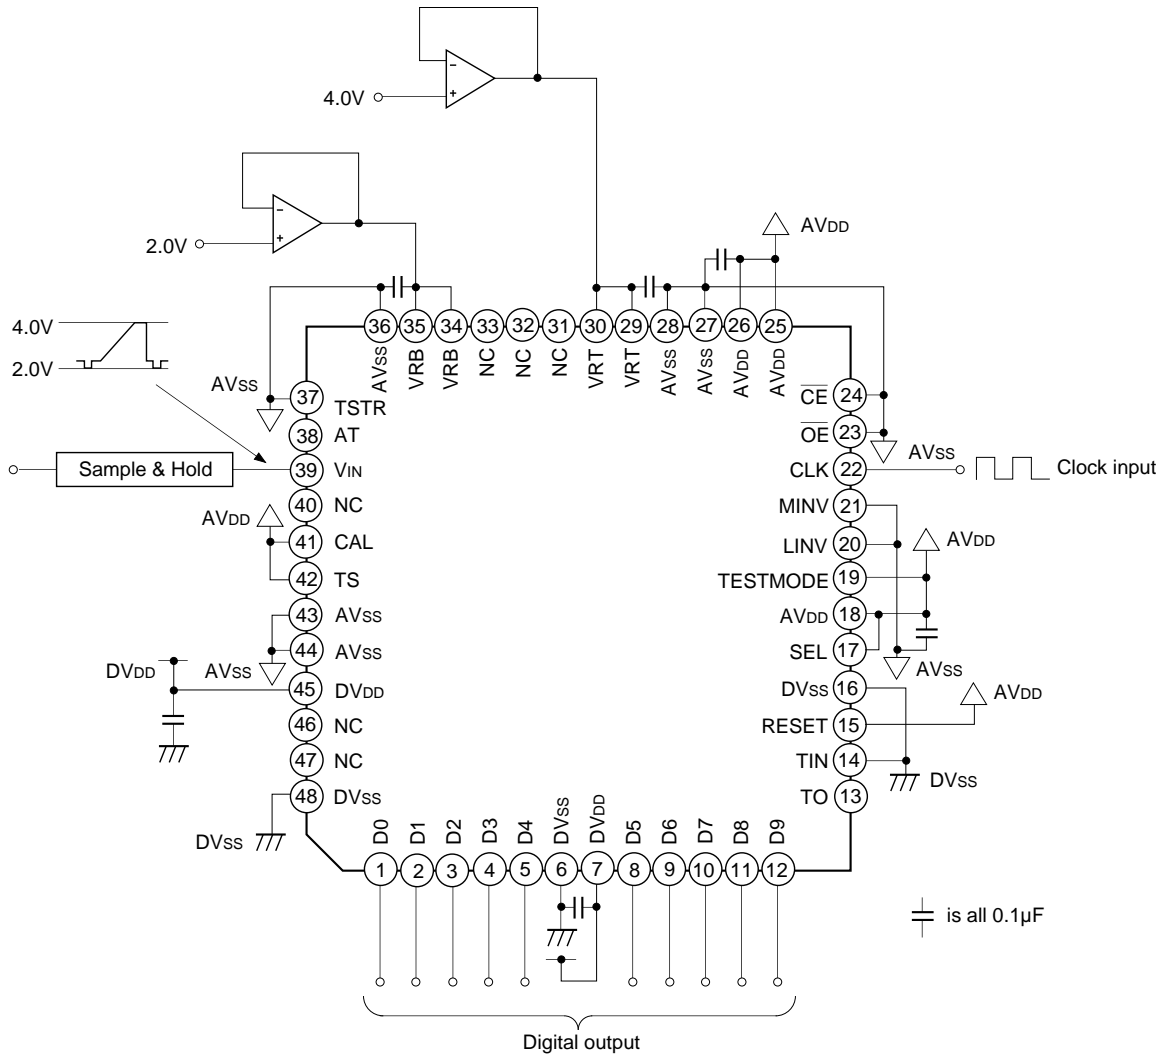 4.0V
2.0V
AVDD
36 35 34 33 32 31 30 29 28 27 26 25
AVSS VRB VRB NC NC NC VRT VRT AVSS AVSS AVDD AVDD
4.0V
2.0V
AVSS
37 TSTR
38 AT
Sample & Hold
39 VIN
40 NC
AVDD
41 CAL
42 TS
43 AVSS
44 AVSS
AVSS
DVDD
45 DVDD
46 NC
47 NC
48 DVSS
DVSS
CE 24
OE 23
AVSS
CLK 22
Clock input
MINV 21
LINV 20
AVDD
TESTMODE 19
AVDD 18
SEL 17
AVSS
DVSS 16
AVDD
RESET 15
TIN 14
DVSS
TO 13
D0 D1 D2 D3 D4 DVSS DVDD D5 D6 D7 D8 D9
1 2 3 4 5 6 7 8 9 10 11 12
is all 0.1µF
Digital output